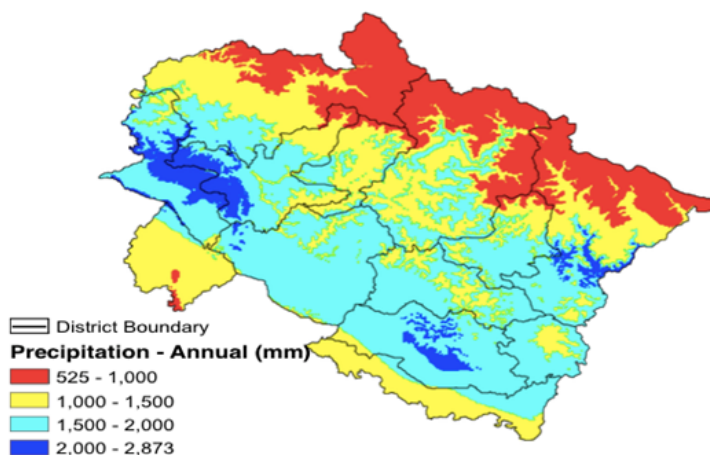 District Boundary
Precipitation - Annual (mm)
525 - 1,000
1,000 - 1,500
1,500 - 2,000
2,000 - 2,873